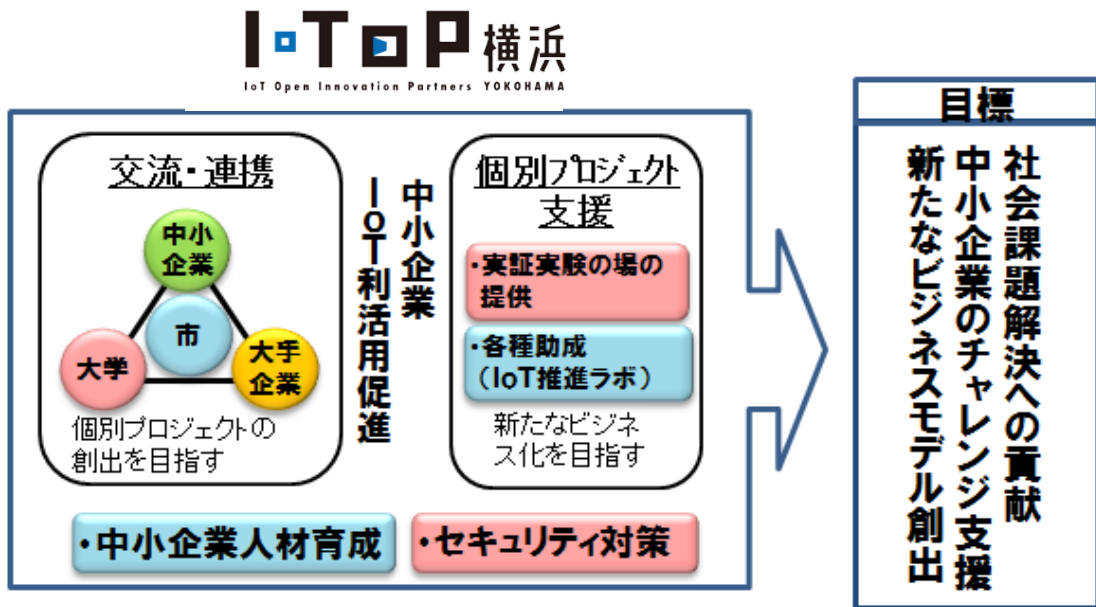 I・TOP横浜
IoT Open Innovation Partners YOKOHAMA
交流・連携
中小
企業
市
大学
大手
企業
個別プロジェクトの
創出を目指す
中小企業
IOT利活用促進
個別プロジェクト
支援
・実証実験の場の
提供
・各種助成
（IoT推進ラボ）
新たなビジネ
ス化を目指す
・中小企業人材育成
・セキュリティ対策
目標
社会課題解決への貢献
中小企業のチャレンジ支援
新たなビジネスモデル創出